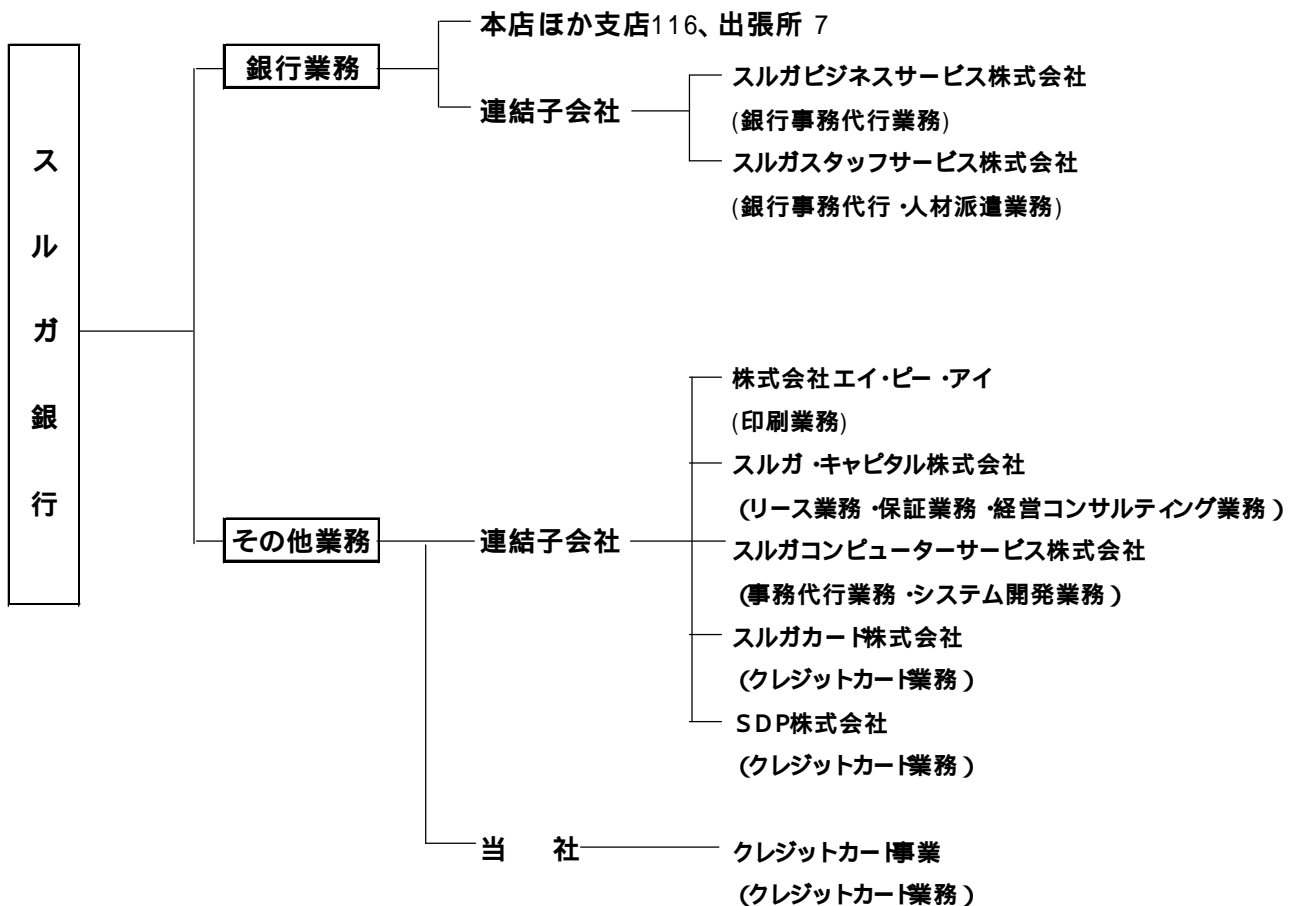 スルガ銀行
銀行業務
本店ほか支店116、出張所 7
連結子会社
スルガビジネスサービス株式会社
(銀行事務代行業務)
スルガスタッフサービス株式会社
(銀行事務代行・人材派遣業務)
その他業務
連結子会社
株式会社エイ・ピー・アイ
(印刷業務)
スルガ・キャピタル株式会社
(リース業務・保証業務・経営コンサルティング業務)
スルガコンピューターサービス株式会社
(事務代行業務・システム開発業務)
スルガカード株式会社
(クレジットカード業務)
SDP株式会社
(クレジットカード業務)
当 社
クレジットカード事業
(クレジットカード業務)